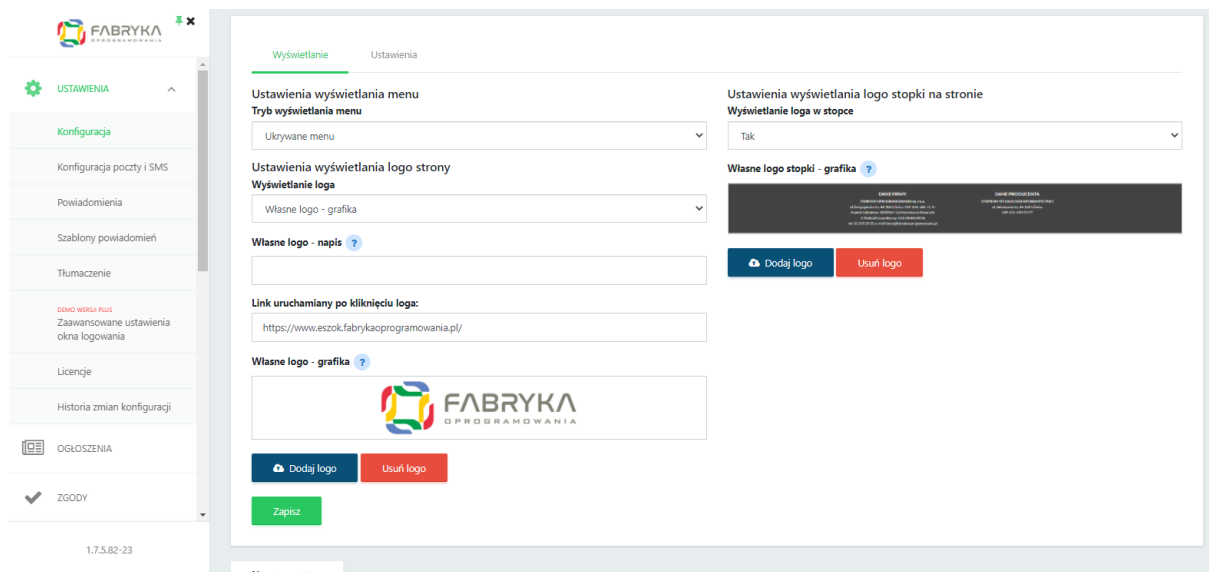 FABRYKA
OPROGRAMOWANIA
USTAWIENIA
Konfiguracja
Konfiguracja poczty i SMS
Powiadomienia
Szablony powiadomień
Tłumaczenie
DEMO WERSJI PLUS
Zaawansowane ustawienia
okna logowania
Licencje
Historia zmian konfiguracji
OGŁOSZENIA
ZGODY
1.7.5.82-23
Wyświetlanie
Ustawienia
Ustawienia wyświetlania menu
Tryb wyświetlania menu
Ukrywane menu
Ustawienia wyświetlania logo strony
Wyświetlanie loga
Własne logo - grafika
Własne logo - napis ?
Link uruchamiany po kliknięciu loga:
https://www.eszok.fabrykaoprogramowania.pl/
Własne logo - grafika ?
FABRYKA
OPROGRAMOWANIA
Dodaj logo
Usuń logo
Zapisz
Ustawienia wyświetlania logo stopki na stronie
Wyświetlanie loga w stopce
Tak
Własne logo stopki - grafika ?
DANE FIRMY
DANE PRODUCENTA
Dodaj logo
Usuń logo